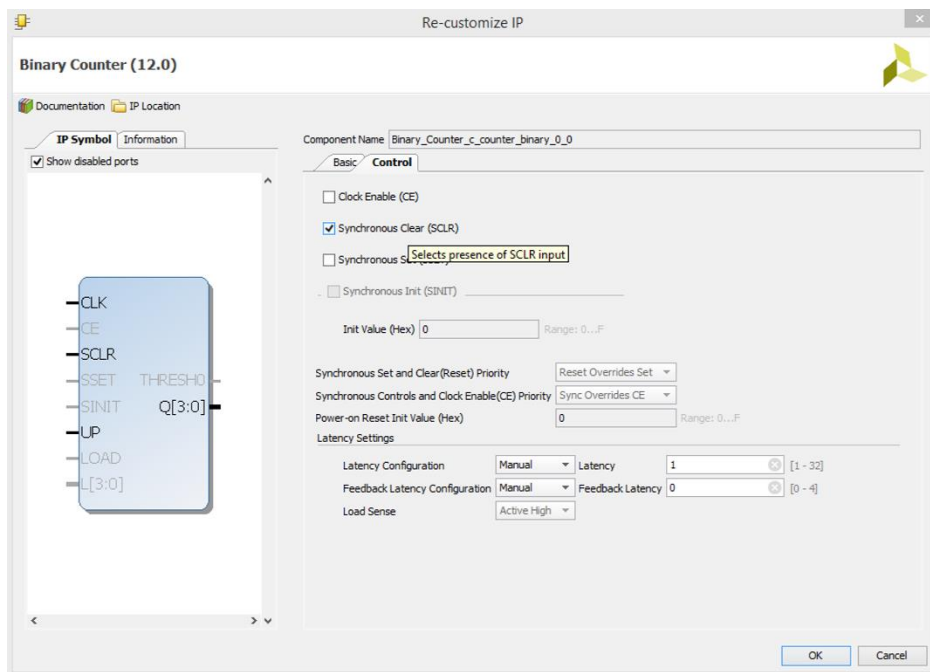 Re-customize IP
Binary Counter (12.0)
Documentation IP Location
IP Symbol Information
Show disabled ports
CLK
CE
SCLR
SSET THRESH0
SINIT Q[3:0]
UP
LOAD
L[3:0]
Component Name Binary_Counter_c_counter_binary_0_0
Basic Control
Clock Enable (CE)
Synchronous Clear (SCLR)
Selects presence of SCLR input
Synchronous
Synchronous Init (SINIT)
Init Value (Hex) 0 Range: 0...F
Synchronous Set and Clear(Reset) Priority Reset Overrides Set
Synchronous Controls and Clock Enable(CE) Priority Sync Overrides CE
Power-on Reset Init Value (Hex) 0 Range: 0...F
Latency Settings
Latency Configuration Manual Latency 1 [1 - 32]
Feedback Latency Configuration Manual Feedback Latency 0 [0 - 4]
Load Sense Active High
OK Cancel